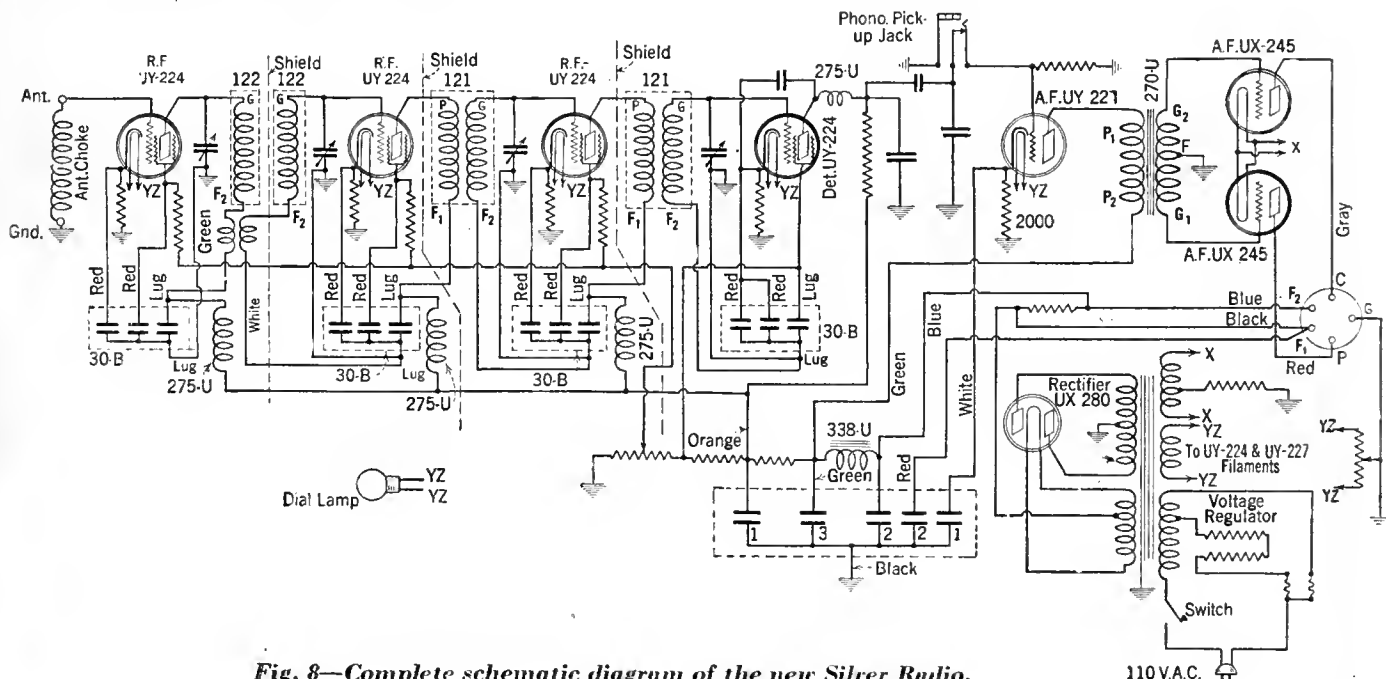 Phono. Pick-
up Jack
A.F.UX-245
R.F.
UY-224
Shield
122
122
R.F.
UY 224
Shield
121
R.F.-
UY-224
Shield
121
275-U
270-U
Ant.
Ant.Choke
Gnd.
G
G
P
G
P
G
YZ
YZ
YZ
YZ
F2
F2
F1
F2
F1
F2
Det.UY-224
A.F.UY 227
YZ
2000
P1
P2
G2
F
G1
X
A.F.UX 245
Gray
Green
Red
Red
Lug
White
Red
Red
Lug
Red
Red
Lug
Red
Red
Lug
30-B
Lug
275-U
30-B
Lug
275-U
30-B
275-U
30-B
Lug
Blue
Green
White
Blue
Black
Red
F2
C
G
F1
P
Rectifier
UX 280
X
X
YZ
To UY-224 & UY-227
Filaments
YZ
YZ
YZ
Orange
338-U
Green
Red
Dial Lamp
YZ
YZ
1
3
2
2
1
Black
Voltage
Regulator
Switch
110 V.A.C.
Fig. 8—Complete schematic diagram of the new Silver Radio.